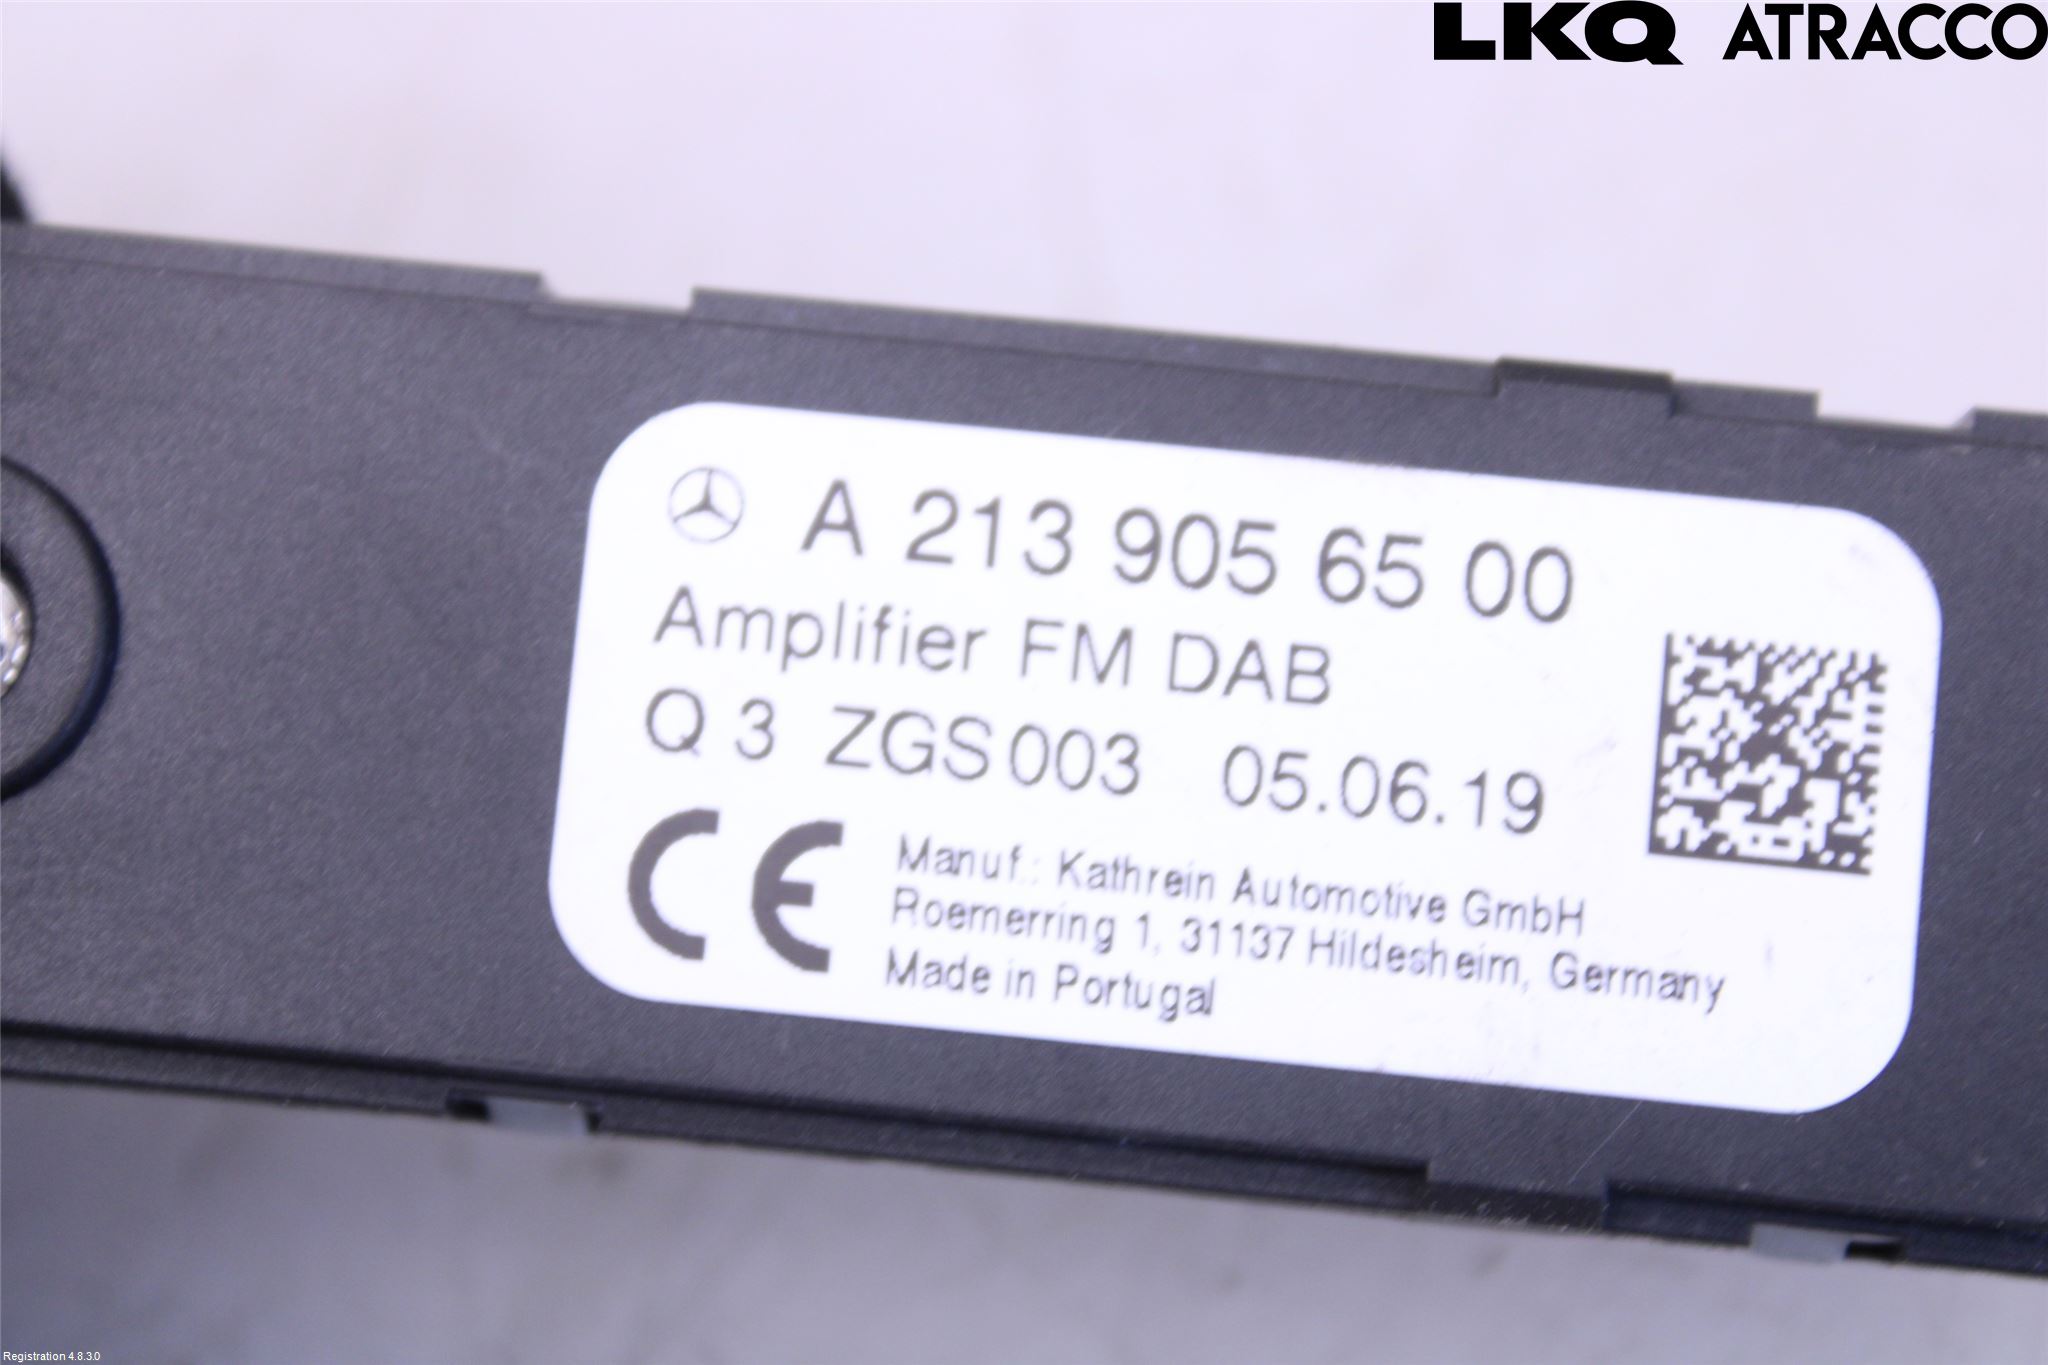 LKQ ATRACCO
A 213 905 65 00
Amplifier FM DAB
Q 3 ZGS 003 05.06.19
CE Manuf.: Kathrein Automotive GmbH
Roemerring 1, 31137 Hildesheim, Germany
Made in Portugal
Registration 4.8.3.0